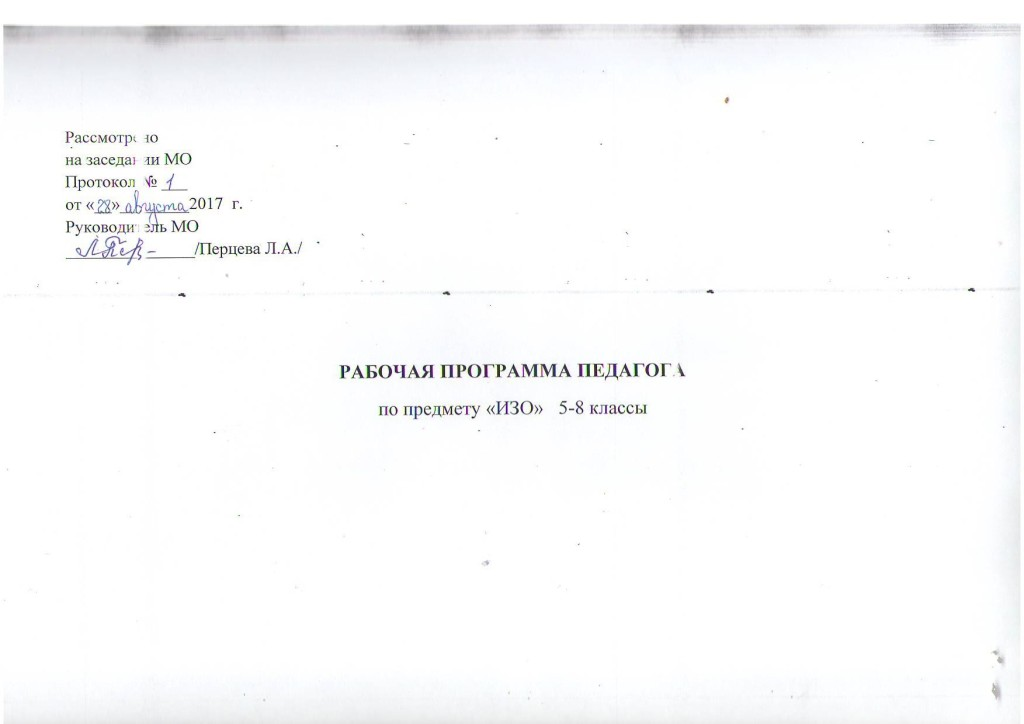 Рассмотрено
на заседании МО
Протокол № 1
от «28» августа 2017 г.
Руководитель МО
/Перцева Л.А./
РАБОЧАЯ ПРОГРАММА ПЕДАГОГА
по предмету «ИЗО» 5-8 классы